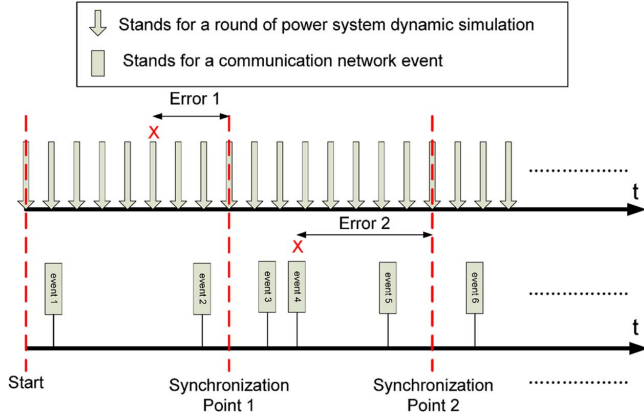 Stands for a round of power system dynamic simulation
Stands for a communication network event
Error 1
X
t
Error 2
X
event 1
event 2
event 3
event 4
event 5
event 6
t
Start
Synchronization
Point 1
Synchronization
Point 2